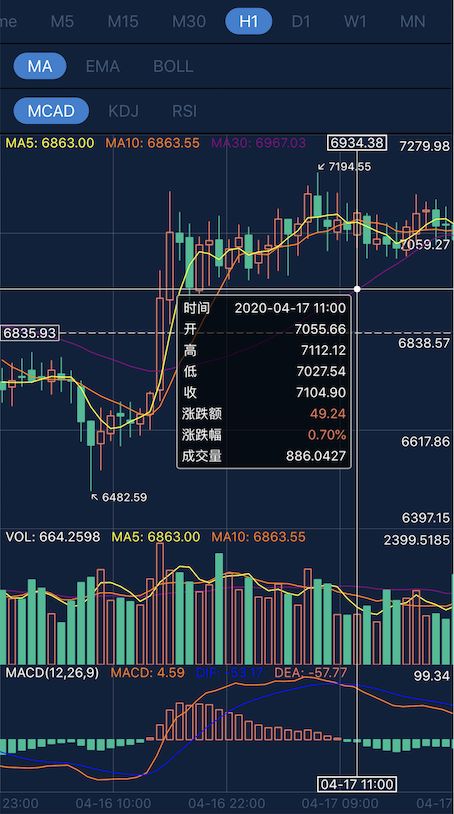 me M5 M15 M30 H1 D1 W1 MN
MA EMA BOLL
MCAD KDJ RSI
MA5: 6863.00 MA10: 6863.55 MA30: 6967.03 6934.38 7279.98
7194.55
7059.27
时间 2020-04-17 11:00
开 7055.66
高 7112.12
6835.93
低 7027.54
6838.57
收 7104.90
涨跌额 49.24
涨跌幅 0.70%
6617.86
成交量 886.0427
6482.59
6397.15
VOL: 664.2598 MA5: 6863.00 MA10: 6863.55 2399.5185
MACD(12,26,9) MACD: 4.59 DIF: -53.17 DEA: -57.77 99.34
04-17 11:00
23:00 04-16 10:00 04-16 22:00 04-17 09:00 04-17